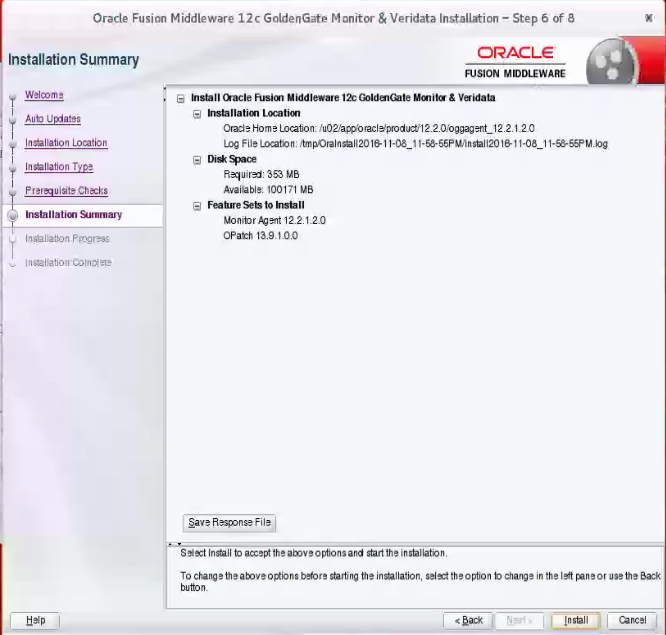 Oracle Fusion Middleware 12c GoldenGate Monitor & Veridata Installation - Step 6 of 8
Installation Summary
ORACLE
FUSION MIDDLEWARE
Welcome
Auto Updates
Installation Location
Installation Type
Prerequisite Checks
Installation Summary
Installation Progress
Installation Complete
Install Oracle Fusion Middleware 12c GoldenGate Monitor & Veridata
Installation Location
Oracle Home Location: /u02/app/oracle/product/12.2.0/oggagent_12.2.1.2.0
Log File Location: /tmp/OraInstall2016-11-08_11-58-55PM/install2016-11-08_11-58-55PM.log
Disk Space
Required: 353 MB
Available: 100171 MB
Feature Sets to Install
Monitor Agent 12.2.1.2.0
OPatch 13.9.1.0.0
Save Response File
Select Install to accept the above options and start the installation.
To change the above options before starting the installation, select the option to change in the left pane or use the Back
button.
Help
< Back
Next >
Install
Cancel